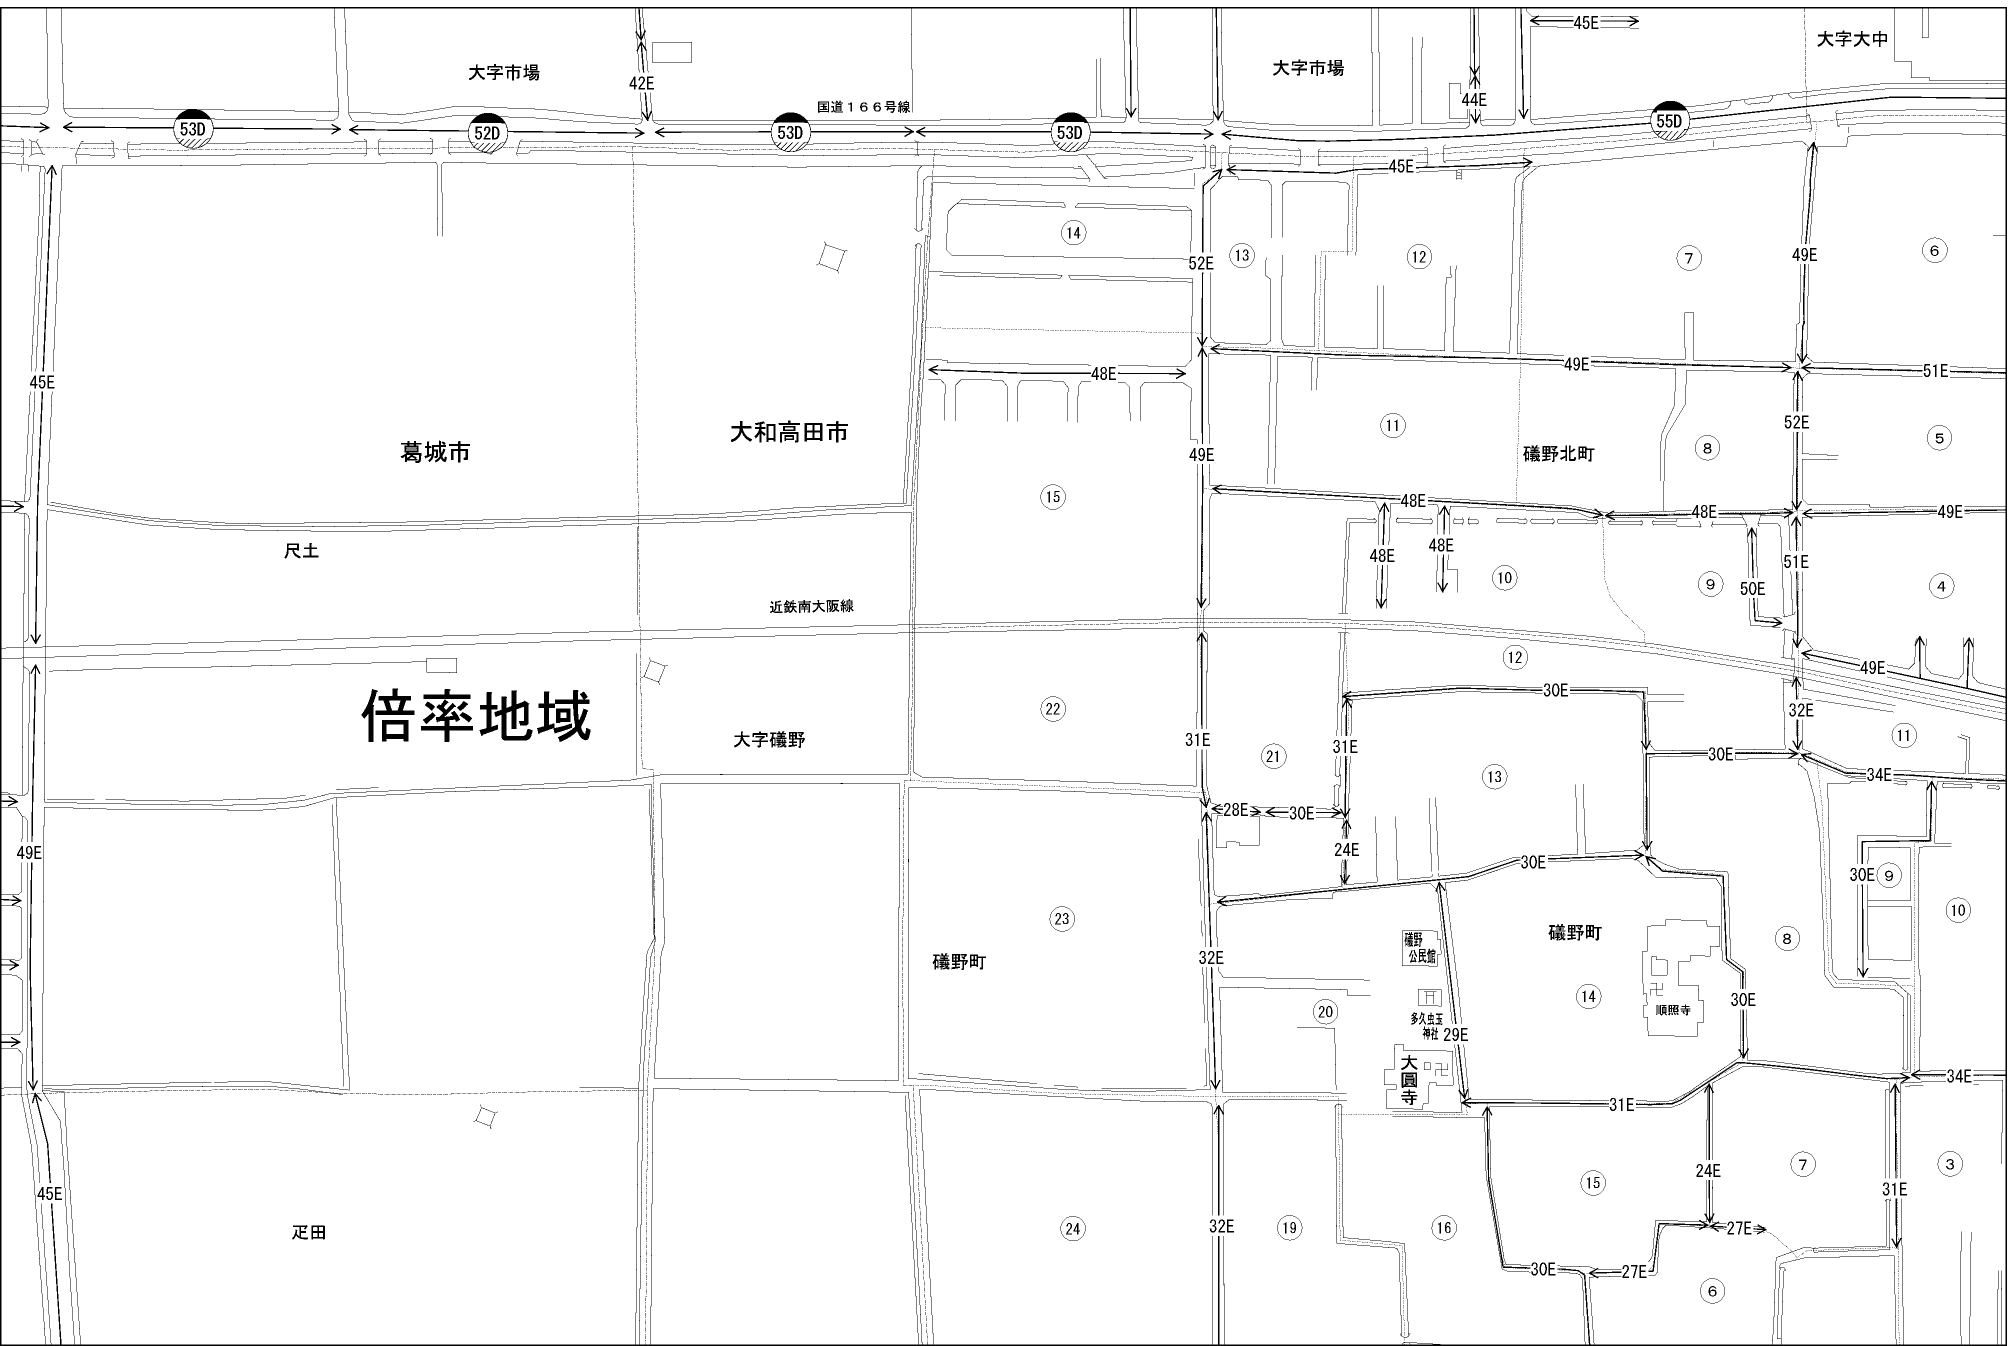 45E
大字大中
大字市場
大字市場
42E
44E
国道１６６号線
53D
52D
53D
53D
55D
45E
14
13
12
7
6
52E
49E
45E
48E
49E
51E
大和高田市
葛城市
11
52E
5
8
礒野北町
49E
15
48E
48E
49E
尺土
48E
48E
51E
10
9
50E
4
近鉄南大阪線
12
49E
倍率地域
30E
22
32E
大字礒野
31E
31E
21
30E
11
13
34E
28E
30E
49E
24E
30E
30E
9
10
23
礒野町
8
礒野
公民館
32E
礒野町
14
30E
20
順照寺
多久虫玉
神社
29E
大圓寺
34E
31E
7
3
24E
15
31E
45E
32E
24
19
16
27E
疋田
30E
27E
6